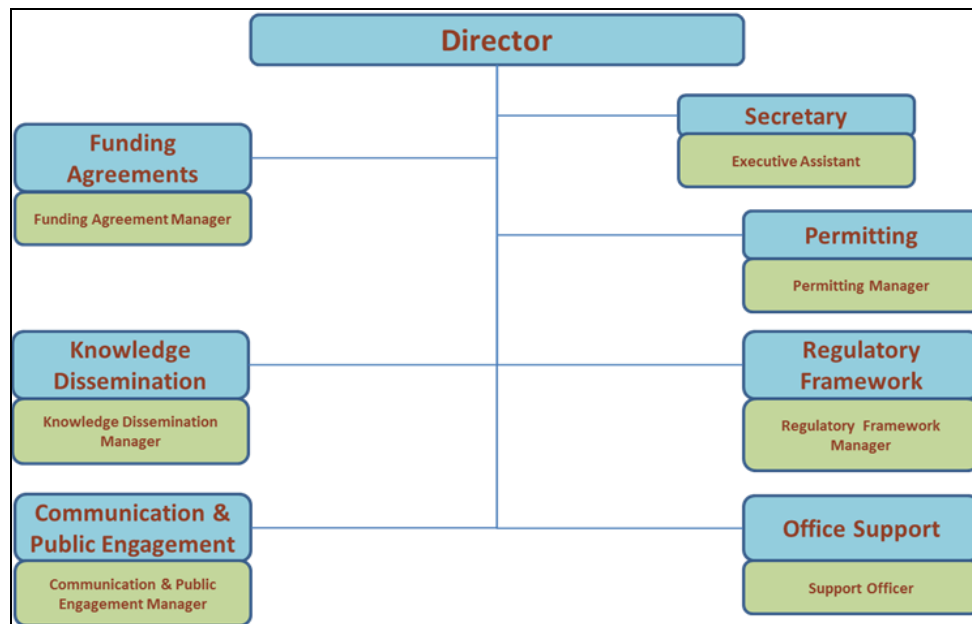 Director
Secretary
Executive Assistant
Funding
Agreements
Funding Agreement Manager
Permitting
Permitting Manager
Knowledge
Dissemination
Knowledge Dissemination
Manager
Regulatory
Framework
Regulatory Framework
Manager
Communication &
Public Engagement
Communication & Public
Engagement Manager
Office Support
Support Officer